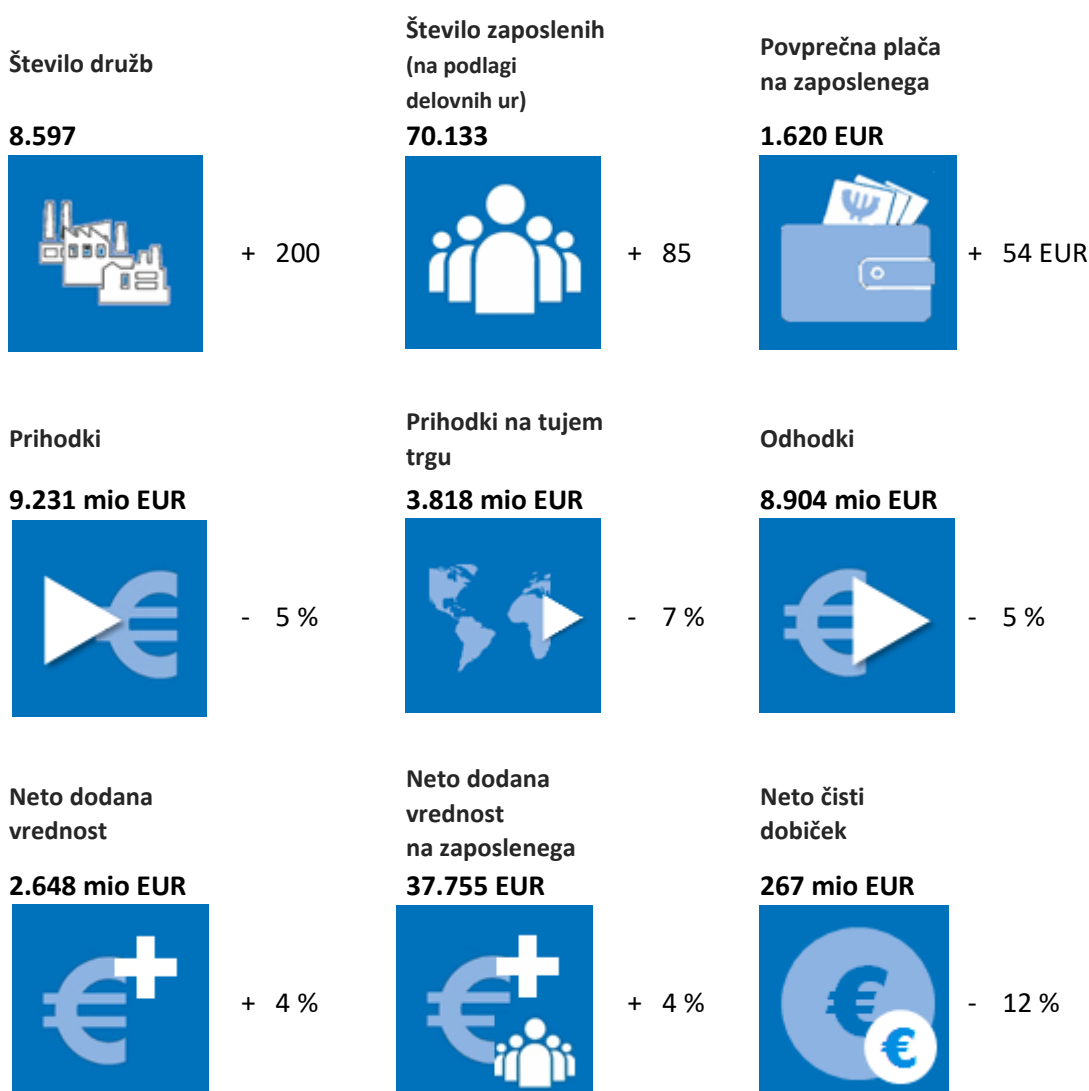 Število družb
8.597
+ 200
Število zaposlenih
(na podlagi
delovnih ur)
70.133
+ 85
Povprečna plača
na zaposlenega
1.620 EUR
+ 54 EUR
Prihodki
9.231 mio EUR
€
- 5 %
Prihodki na tujem
trgu
3.818 mio EUR
- 7 %
Odhodki
8.904 mio EUR
€
- 5 %
Neto dodana
vrednost
2.648 mio EUR
€+
+ 4 %
Neto dodana
vrednost
na zaposlenega
37.755 EUR
€+
+ 4 %
Neto čisti
dobiček
267 mio EUR
€
€
- 12 %